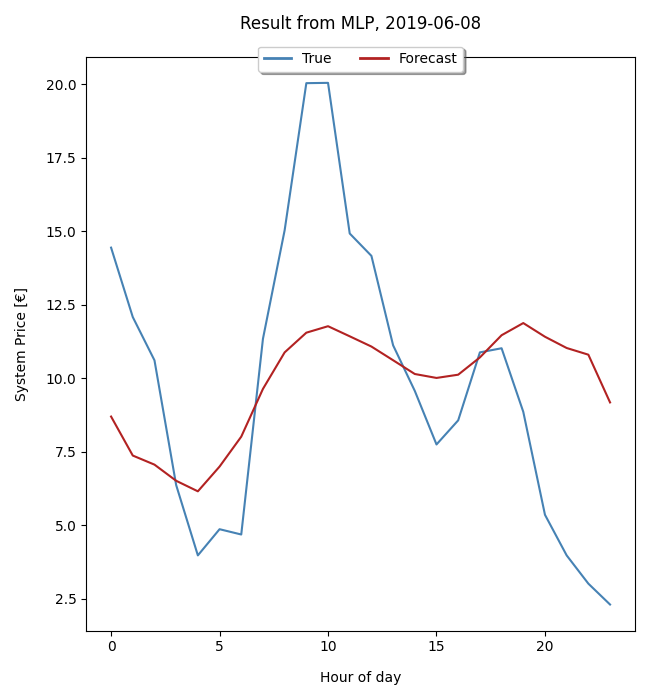 Result from MLP, 2019-06-08
True Forecast
20.0
17.5
15.0
12.5
10.0
7.5
5.0
2.5
System Price [€]
0 5 10 15 20
Hour of day